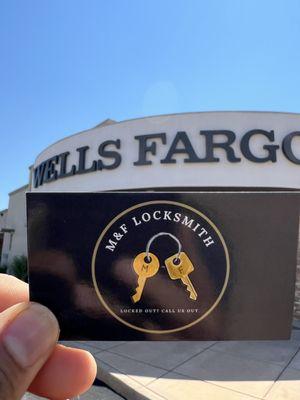 WELLS FARGO
M&F LOCKSMITH
M F
LOCKED OUT? CALL US OUT.